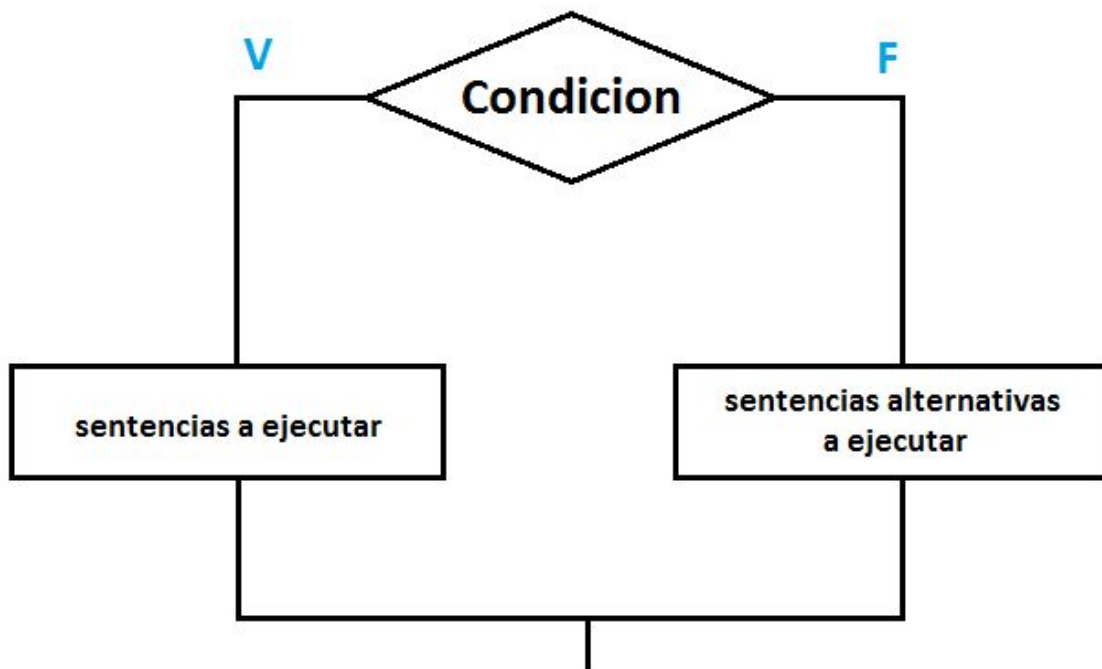 V
F
Condicion
sentencias a ejecutar
sentencias alternativas
a ejecutar